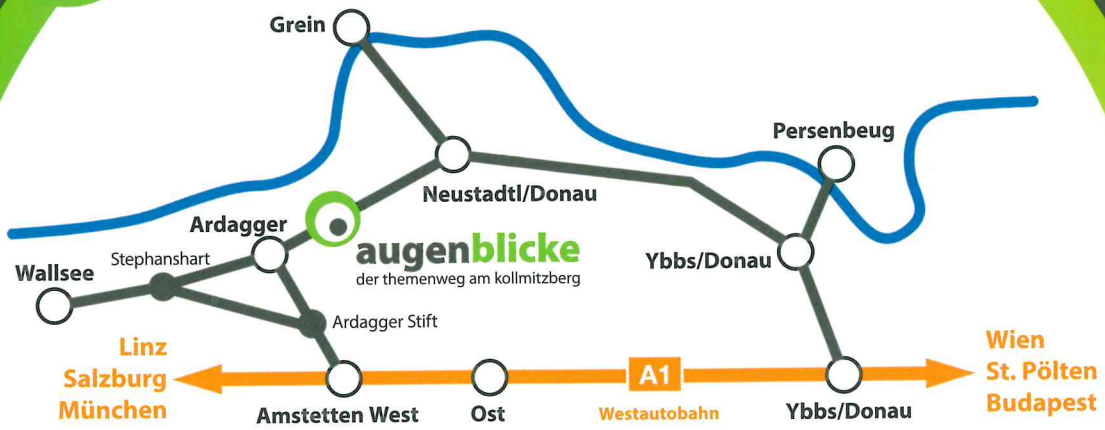 Grein
Persenbeug
Neustadtl/Donau
Ardagger
augenblicke
der themenweg am kollmitzberg
Stephanshart
Wallsee
Ybbs/Donau
Ardagger Stift
Linz
Salzburg
München
A1
Wien
St. Pölten
Budapest
Amstetten West
Ost
Westautobahn
Ybbs/Donau